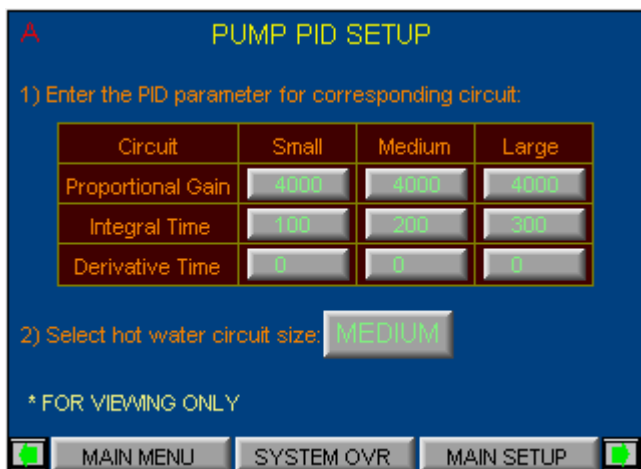 A
PUMP PID SETUP
1) Enter the PID parameter for corresponding circuit:
Circuit Small Medium Large
Proportional Gain 4000 4000 4000
Integral Time 100 200 300
Derivative Time 0 0 0
2) Select hot water circuit size: MEDIUM
* FOR VIEWING ONLY
MAIN MENU SYSTEM OVR MAIN SETUP